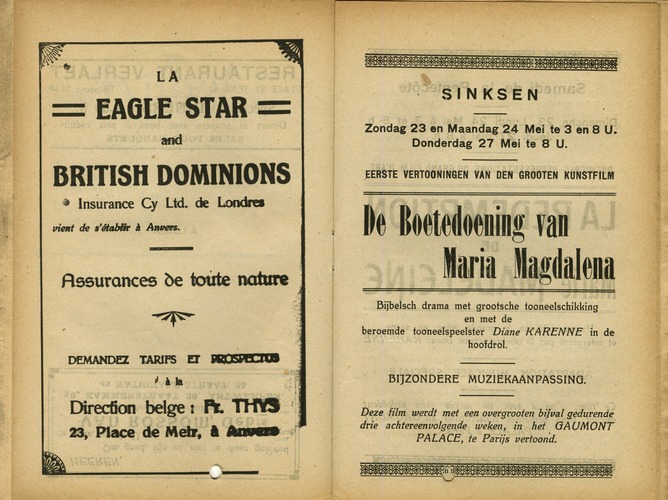 LA
EAGLE STAR
and
BRITISH DOMINIONS
Insurance Cy Ltd. de Londres
vient de s'établir à Anvers.
Assurances de toute nature
DEMANDEZ TARIFS ET PROSPECTUS
à la
Direction belge : Fr. THYS
23, Place de Meir, à Anvers
SINKSEN
Zondag 23 en Maandag 24 Mei te 3 en 8 U.
Donderdag 27 Mei te 8 U.
EERSTE VERTOONINGEN VAN DEN GROOTEN KUNSTFILM
De Boetedoening van
Maria Magdalena
Bijbelsch drama met grootsche tooneelschikking
en met de
beroemde tooneelspeelster Diane KARENNE in de
hoofdrol.
BIJZONDERE MUZIEKAANPASSING.
Deze film werdt met een overgrooten bijval gedurende
drie achtereenvolgende weken, in het GAUMONT
PALACE, te Parijs vertoond.